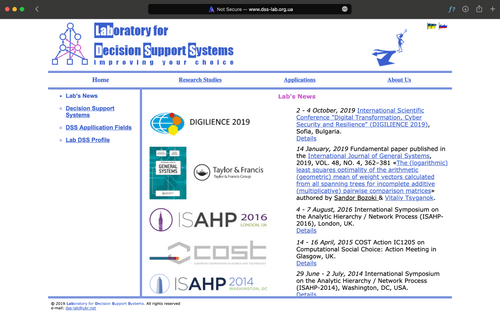 Not Secure — www.dss-lab.org.ua
Laboratory for
Decision Support Systems
improving your choice
Home
Research Studies
Applications
About Us
Lab's News
Decision Support
Systems
DSS Appllication Fields
Lab DSS Profile
Lab's News
DIGILIENCE 2019
2 - 4 October, 2019 International Scientific
Conference "Digital Transformation, Cyber
Security and Resilience" (DIGILIENCE 2019),
Sofia, Bulgaria.
Details
GENERAL
SYSTEMS
Taylor & Francis
Taylor & Francis Group
14 January, 2019 Fundamental paper published in
the International Journal of General Systems,
2019, VOL. 48, NO. 4, 362–381 «The (logarithmic)
least squares optimality of the arithmetic
(geometric) mean of weight vectors calculated
from all spanning trees for incomplete additive
(multiplicative) pairwise comparison matrices»
authored by Sándor Bozóki & Vitaliy Tsyganok.
ISAHP 2016
LONDON, U.K.
4 - 7 August, 2016 International Symposium on
the Analytic Hierarchy / Network Process (ISAHP-
2016), London, UK.
Details
cost
14 - 16 April, 2015 COST Action IC1205 on
Computational Social Choice: Action Meeting in
Glasgow, UK.
Details
ISAHP 2014
WASHINGTON, DC
29 June - 2 July, 2014 International Symposium
on the Analytic Hierarchy / Network Process
(ISAHP-2014), Washington, DC, USA.
Details
© 2019 Laboratory for Decision Support Systems. All rights reserved
e-mail: dss-lab@ukr.net